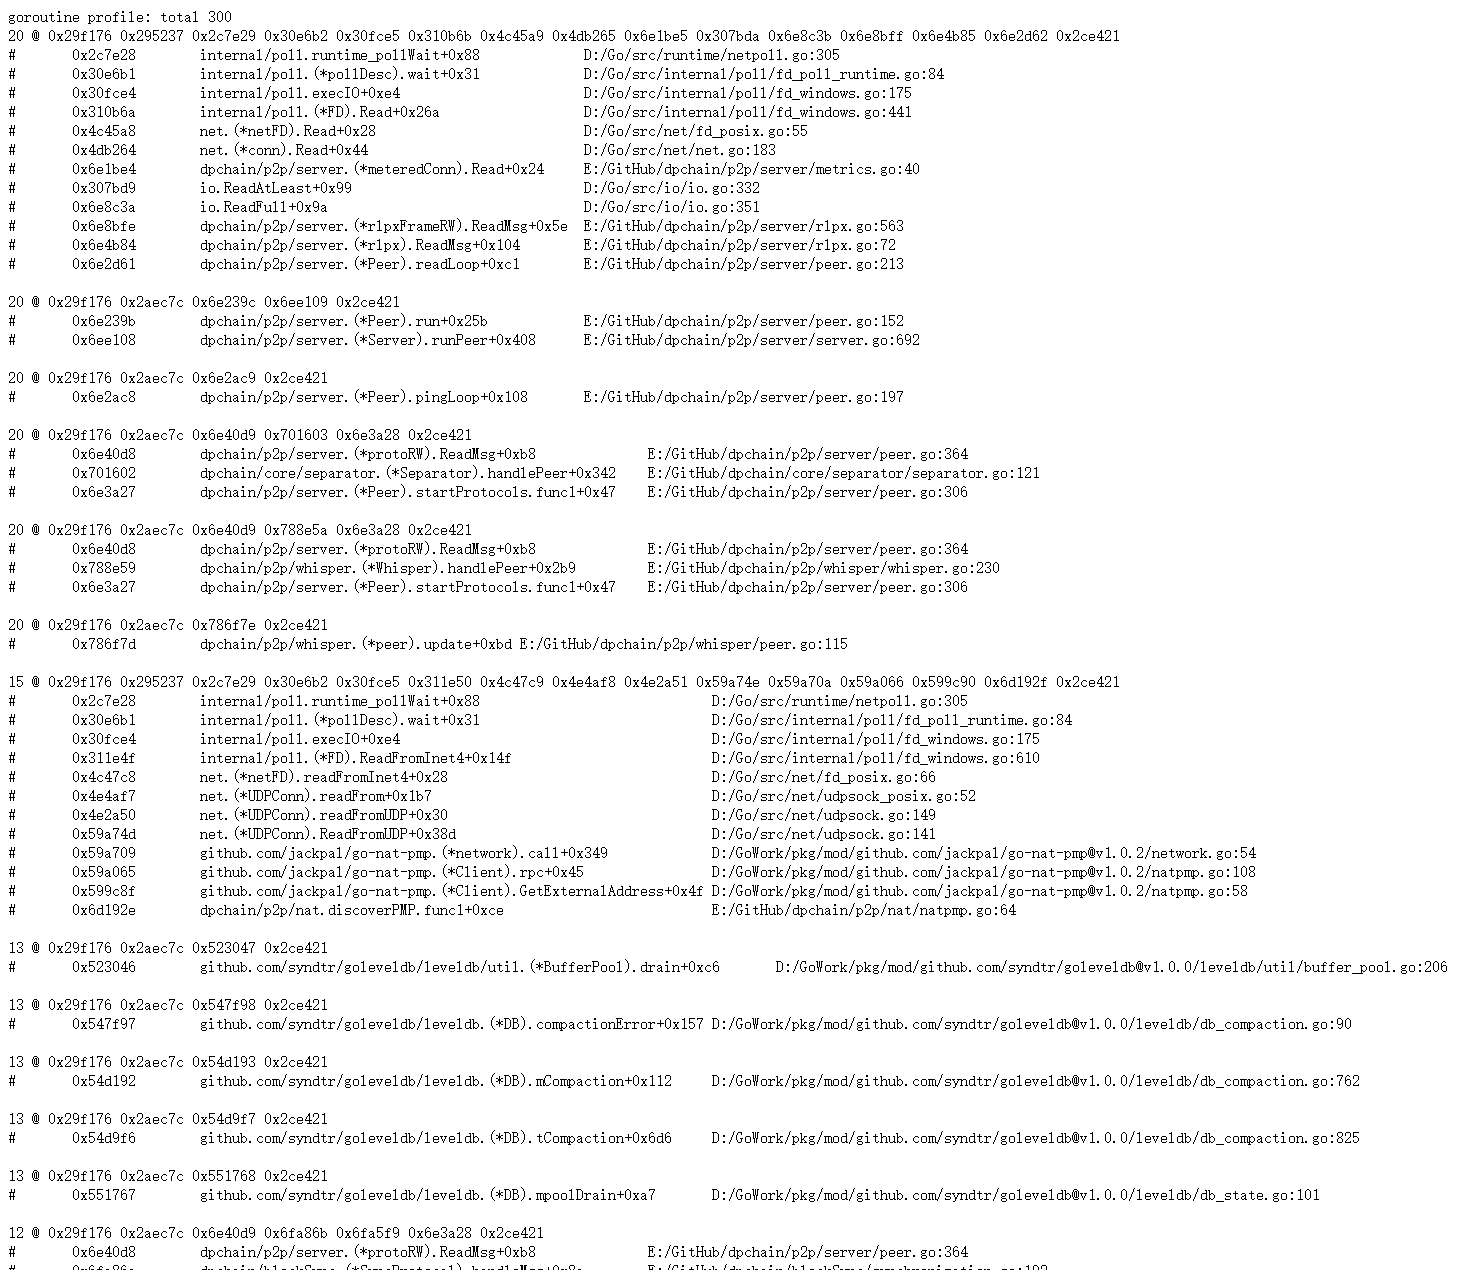 goroutine profile: total 300
20 @ 0x29f176 0x295237 0x2c7e29 0x30e6b2 0x30fce5 0x310b6b 0x4c45a9 0x4db265 0x6e1be5 0x307bda 0x6e8c3b 0x6e8bff 0x6e4b85 0x6e2d62 0x2ce421
# 0x2c7e28 internal/poll.runtime_pollWait+0x88 D:/Go/src/runtime/netpoll.go:305
# 0x30e6b1 internal/poll.(*pollDesc).wait+0x31 D:/Go/src/internal/poll/fd_poll_runtime.go:84
# 0x30fce4 internal/poll.execIO+0xe4 D:/Go/src/internal/poll/fd_windows.go:175
# 0x310b6a internal/poll.(*FD).Read+0x26a D:/Go/src/internal/poll/fd_windows.go:441
# 0x4c45a8 net.(*netFD).Read+0x28 D:/Go/src/net/fd_posix.go:55
# 0x4db264 net.(*conn).Read+0x44 D:/Go/src/net/net.go:183
# 0x6e1be4 dpchain/p2p/server.(*meteredConn).Read+0x24 E:/GitHub/dpchain/p2p/server/metrics.go:40
# 0x307bd9 io.ReadAtLeast+0x99 D:/Go/src/io/io.go:332
# 0x6e8c3a io.ReadFull+0x9a D:/Go/src/io/io.go:351
# 0x6e8bfe dpchain/p2p/server.(*rlpxFrameRW).ReadMsg+0x5e E:/GitHub/dpchain/p2p/server/rlpx.go:563
# 0x6e4b84 dpchain/p2p/server.(*rlpx).ReadMsg+0x104 E:/GitHub/dpchain/p2p/server/rlpx.go:72
# 0x6e2d61 dpchain/p2p/server.(*Peer).readLoop+0xc1 E:/GitHub/dpchain/p2p/server/peer.go:213
20 @ 0x29f176 0x2aec7c 0x6e239c 0x6ee109 0x2ce421
# 0x6e239b dpchain/p2p/server.(*Peer).run+0x25b E:/GitHub/dpchain/p2p/server/peer.go:152
# 0x6ee108 dpchain/p2p/server.(*Server).runPeer+0x408 E:/GitHub/dpchain/p2p/server/server.go:692
20 @ 0x29f176 0x2aec7c 0x6e2ac9 0x2ce421
# 0x6e2ac8 dpchain/p2p/server.(*Peer).pingLoop+0x108 E:/GitHub/dpchain/p2p/server/peer.go:197
20 @ 0x29f176 0x2aec7c 0x6e40d9 0x701603 0x6e3a28 0x2ce421
# 0x6e40d8 dpchain/p2p/server.(*protoRW).ReadMsg+0xb8 E:/GitHub/dpchain/p2p/server/peer.go:364
# 0x701602 dpchain/core/separator.(*Separator).handlePeer+0x342 E:/GitHub/dpchain/core/separator/separator.go:121
# 0x6e3a27 dpchain/p2p/server.(*Peer).startProtocols.func1+0x47 E:/GitHub/dpchain/p2p/server/peer.go:306
20 @ 0x29f176 0x2aec7c 0x6e40d9 0x788e5a 0x6e3a28 0x2ce421
# 0x6e40d8 dpchain/p2p/server.(*protoRW).ReadMsg+0xb8 E:/GitHub/dpchain/p2p/server/peer.go:364
# 0x788e59 dpchain/p2p/whisper.(*Whisper).handlePeer+0x2b9 E:/GitHub/dpchain/p2p/whisper/whisper.go:230
# 0x6e3a27 dpchain/p2p/server.(*Peer).startProtocols.func1+0x47 E:/GitHub/dpchain/p2p/server/peer.go:306
20 @ 0x29f176 0x2aec7c 0x786f7e 0x2ce421
# 0x786f7d dpchain/p2p/whisper.(*peer).update+0xbd E:/GitHub/dpchain/p2p/whisper/peer.go:115
15 @ 0x29f176 0x295237 0x2c7e29 0x30e6b2 0x30fce5 0x311e50 0x4c47c9 0x4e4af8 0x4e2a51 0x59a74e 0x59a70a 0x59a066 0x599c90 0x6d192f 0x2ce421
# 0x2c7e28 internal/poll.runtime_pollWait+0x88 D:/Go/src/runtime/netpoll.go:305
# 0x30e6b1 internal/poll.(*pollDesc).wait+0x31 D:/Go/src/internal/poll/fd_poll_runtime.go:84
# 0x30fce4 internal/poll.execIO+0xe4 D:/Go/src/internal/poll/fd_windows.go:175
# 0x311e4f internal/poll.(*FD).ReadFromInet4+0x14f D:/Go/src/internal/poll/fd_windows.go:610
# 0x4c47c8 net.(*netFD).readFromInet4+0x28 D:/Go/src/net/fd_posix.go:66
# 0x4e4af7 net.(*UDPConn).readFrom+0x1b7 D:/Go/src/net/udpsock_posix.go:52
# 0x4e2a50 net.(*UDPConn).readFromUDP+0x30 D:/Go/src/net/udpsock.go:149
# 0x59a74d net.(*UDPConn).ReadFromUDP+0x38d D:/Go/src/net/udpsock.go:141
# 0x59a709 github.com/jackpal/go-nat-pmp.(*network).call+0x349 D:/GoWork/pkg/mod/github.com/jackpal/go-nat-pmp@v1.0.2/network.go:54
# 0x59a065 github.com/jackpal/go-nat-pmp.(*Client).rpc+0x45 D:/GoWork/pkg/mod/github.com/jackpal/go-nat-pmp@v1.0.2/natpmp.go:108
# 0x599c8f github.com/jackpal/go-nat-pmp.(*Client).GetExternalAddress+0x4f D:/GoWork/pkg/mod/github.com/jackpal/go-nat-pmp@v1.0.2/natpmp.go:58
# 0x6d192e dpchain/p2p/nat.discoverPMP.func1+0xce E:/GitHub/dpchain/p2p/nat/natpmp.go:64
13 @ 0x29f176 0x2aec7c 0x523047 0x2ce421
# 0x523046 github.com/syndtr/goleveldb/leveldb/util.(*BufferPool).drain+0xc6 D:/GoWork/pkg/mod/github.com/syndtr/goleveldb@v1.0.0/leveldb/util/buffer_pool.go:206
13 @ 0x29f176 0x2aec7c 0x547f98 0x2ce421
# 0x547f97 github.com/syndtr/goleveldb/leveldb.(*DB).compactionError+0x157 D:/GoWork/pkg/mod/github.com/syndtr/goleveldb@v1.0.0/leveldb/db_compaction.go:90
13 @ 0x29f176 0x2aec7c 0x54d193 0x2ce421
# 0x54d192 github.com/syndtr/goleveldb/leveldb.(*DB).mCompaction+0x112 D:/GoWork/pkg/mod/github.com/syndtr/goleveldb@v1.0.0/leveldb/db_compaction.go:762
13 @ 0x29f176 0x2aec7c 0x54d9f7 0x2ce421
# 0x54d9f6 github.com/syndtr/goleveldb/leveldb.(*DB).tCompaction+0x6d6 D:/GoWork/pkg/mod/github.com/syndtr/goleveldb@v1.0.0/leveldb/db_compaction.go:825
13 @ 0x29f176 0x2aec7c 0x551768 0x2ce421
# 0x551767 github.com/syndtr/goleveldb/leveldb.(*DB).mpoolDrain+0xa7 D:/GoWork/pkg/mod/github.com/syndtr/goleveldb@v1.0.0/leveldb/db_state.go:101
12 @ 0x29f176 0x2aec7c 0x6e40d9 0x6fa86b 0x6fa5f9 0x6e3a28 0x2ce421
# 0x6e40d8 dpchain/p2p/server.(*protoRW).ReadMsg+0xb8 E:/GitHub/dpchain/p2p/server/peer.go:364